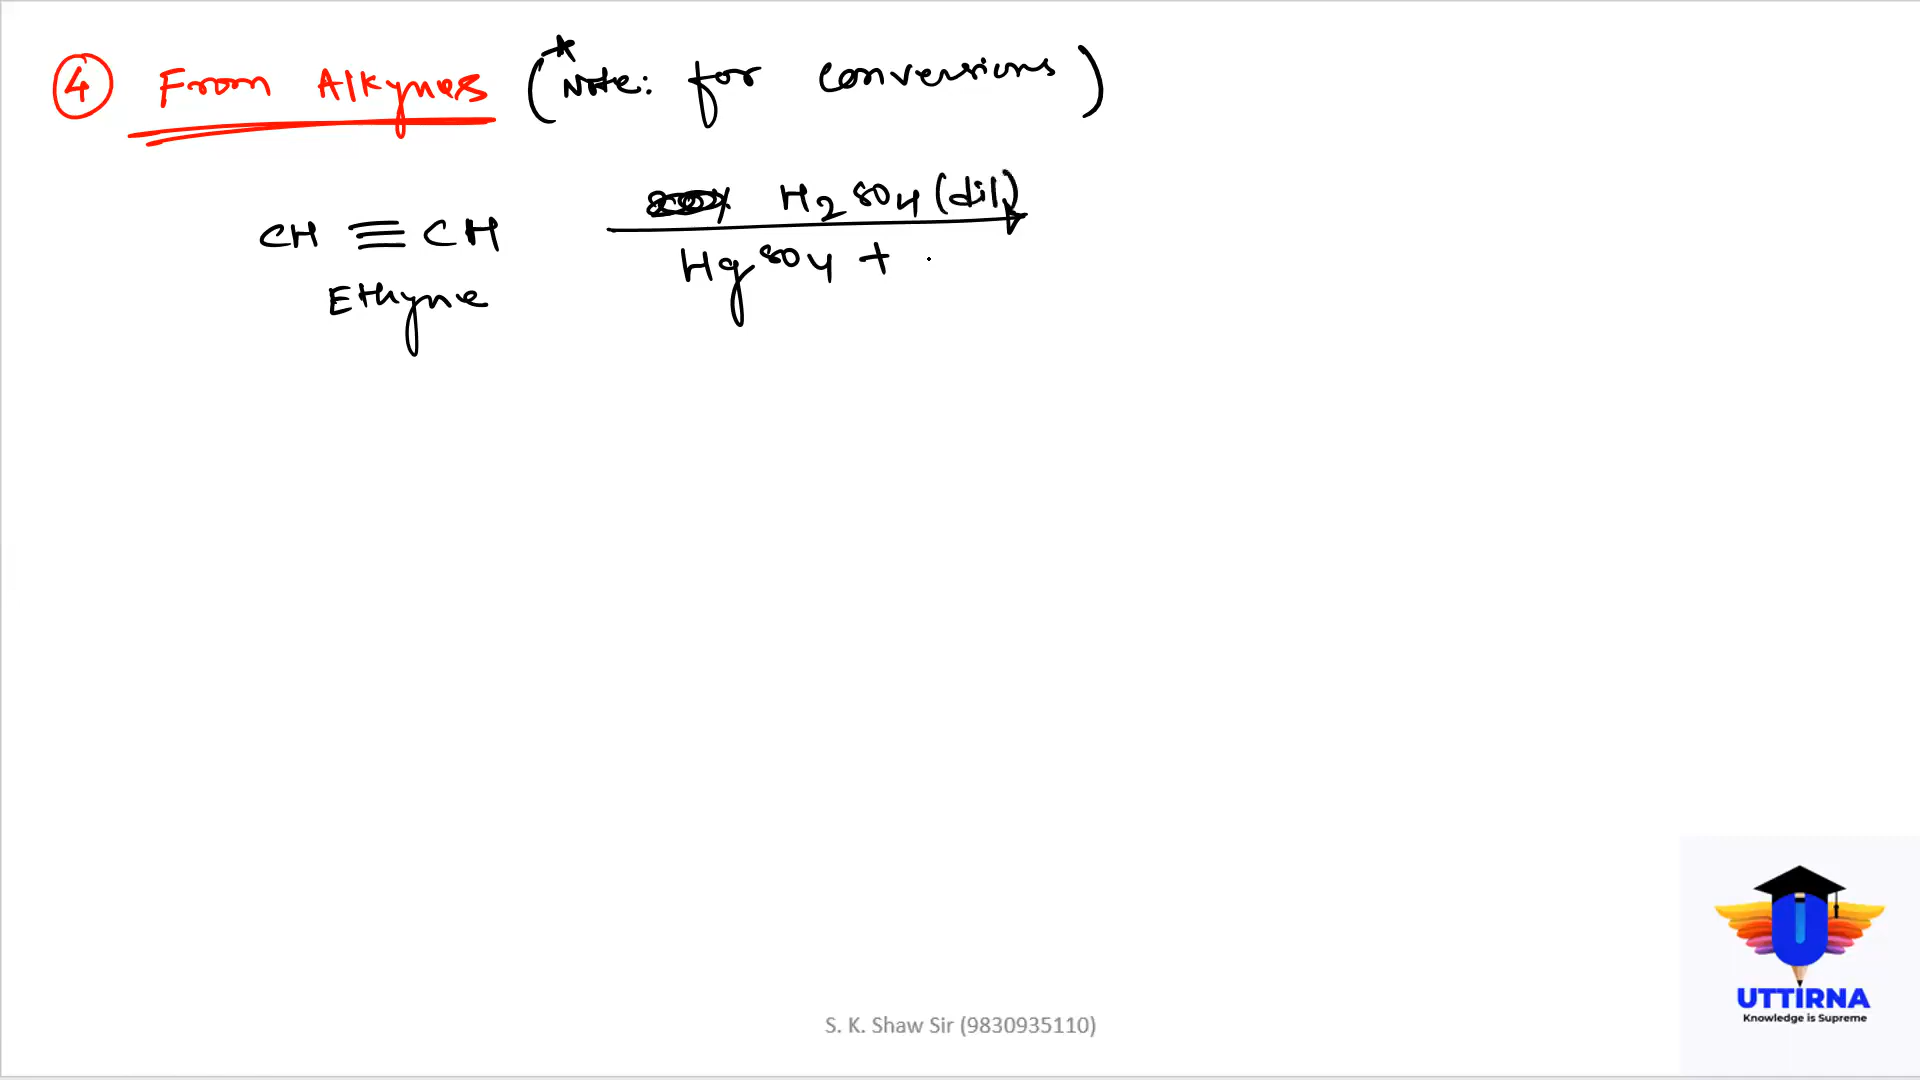 ④ From Alkynes (*Note: for conversions)
H2SO4(dil)
CH ≡ CH
HgSO4 + .
Ethyne
UTTIRNA
Knowledge is Supreme
S. K. Shaw Sir (9830935110)